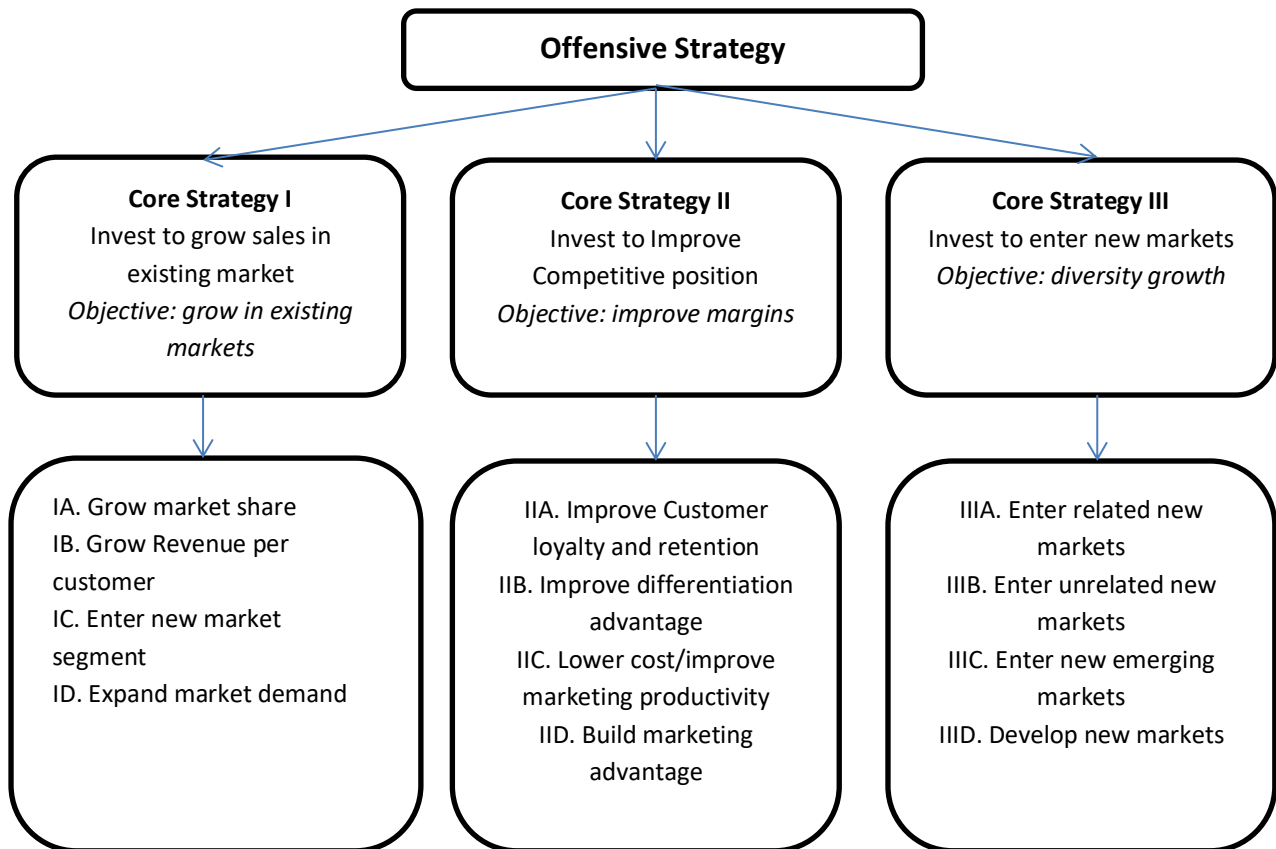 Offensive Strategy
Core Strategy I
Invest to grow sales in
existing market
Objective: grow in existing
markets
Core Strategy II
Invest to Improve
Competitive position
Objective: improve margins
Core Strategy III
Invest to enter new markets
Objective: diversity growth
IA. Grow market share
IB. Grow Revenue per
customer
IC. Enter new market
segment
ID. Expand market demand
IIA. Improve Customer
loyalty and retention
IIB. Improve differentiation
advantage
IIC. Lower cost/improve
marketing productivity
IID. Build marketing
advantage
IIIA. Enter related new
markets
IIIB. Enter unrelated new
markets
IIIC. Enter new emerging
markets
IIID. Develop new markets